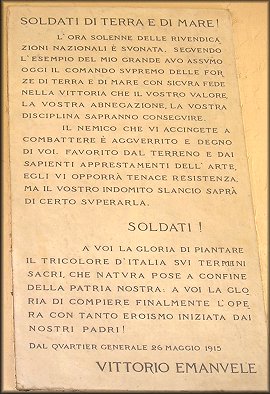 SOLDATI DI TERRA E DI MARE!
L'ORA SOLENNE DELLE RIVENDICA
ZIONI NAZIONALI È SVONATA. SEGVENDO
L'ESEMPIO DEL MIO GRANDE AVO ASSVMO
OGGI IL COMANDO SVPREMO DELLE FOR
ZE DI TERRA E DI MARE CON SICVRA FEDE
NELLA VITTORIA CHE IL VOSTRO VALORE,
LA VOSTRA ABNEGAZIONE, LA VOSTRA
DISCIPLINA SAPRANNO CONSEGVIRE.
IL NEMICO CHE VI ACCINGETE A
COMBATTERE È AGGVERRITO E DEGNO
DI VOI. FAVORITO DAL TERRENO E DAI
SAPIENTI APPRESTAMENTI DELL'ARTE,
EGLI VI OPPORRÀ TENACE RESISTENZA,
MA IL VOSTRO INDOMITO SLANCIO SAPRÀ
DI CERTO SVPERARLA.
SOLDATI!
A VOI LA GLORIA DI PIANTARE
IL TRICOLORE D'ITALIA SVI TERMINI
SACRI, CHE NATVRA POSE A CONFINE
DELLA PATRIA NOSTRA: A VOI LA GLO
RIA DI COMPIERE FINALMENTE L'OPE
RA CON TANTO EROISMO INIZIATA DAI
NOSTRI PADRI!
DAL QVARTIER GENERALE 26 MAGGIO 1915
VITTORIO EMANVELE